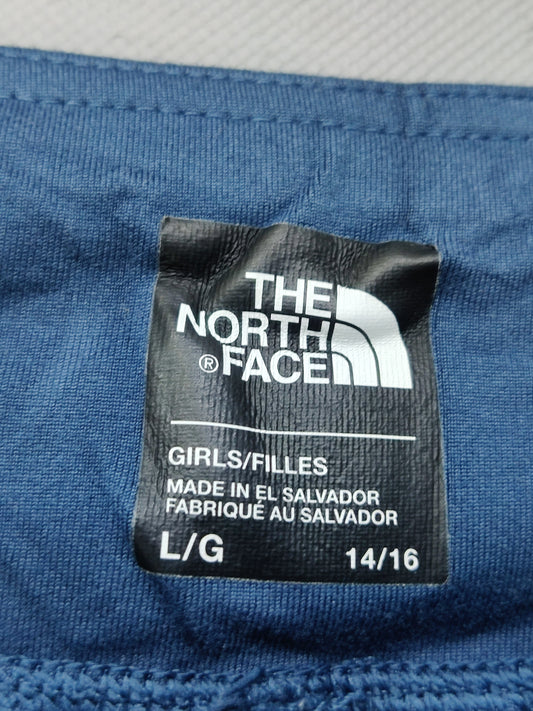 THE
NORTH
® FACE
GIRLS/FILLES
MADE IN EL SALVADOR
FABRIQUÉ AU SALVADOR
L/G 14/16